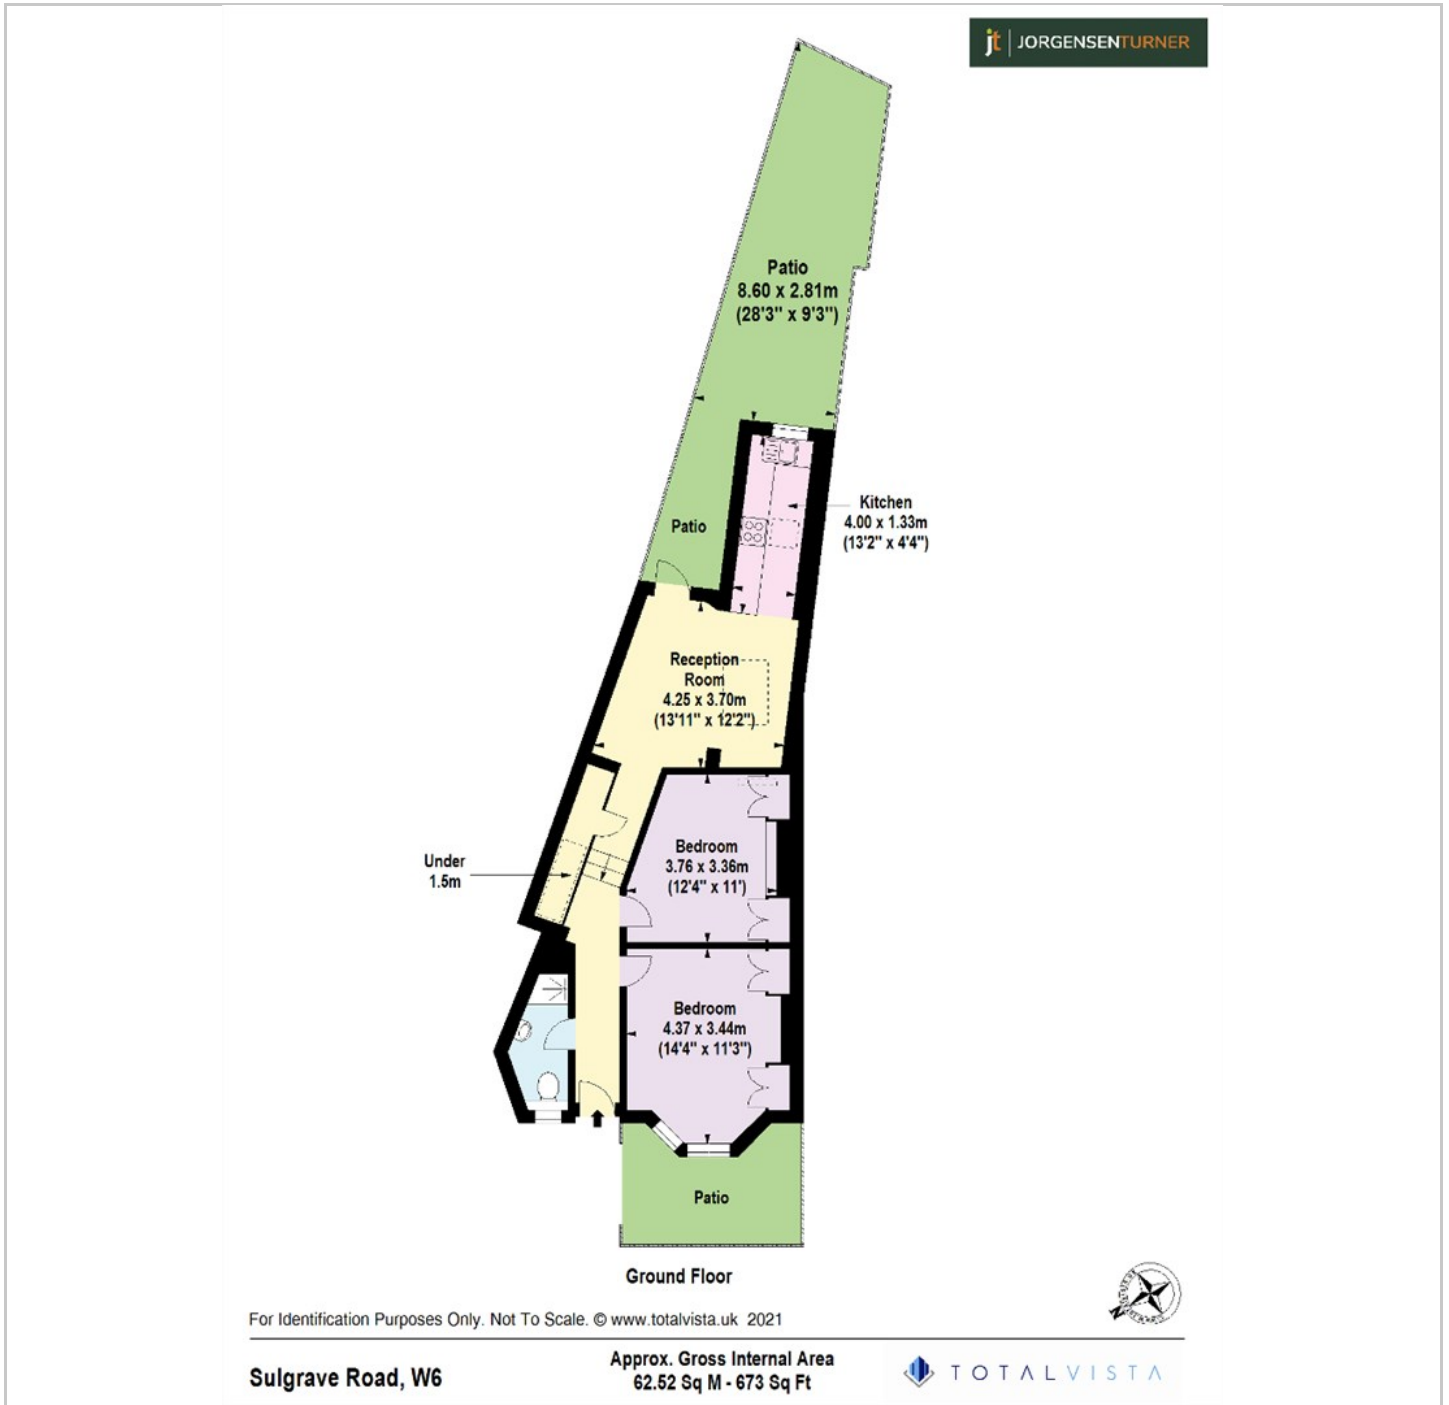 jt | JORGENSENTURNER
Patio
8.60 x 2.81m
(28'3" x 9'3")
Kitchen
4.00 x 1.33m
(13'2" x 4'4")
Patio
Reception
Room
4.25 x 3.70m
(13'11" x 12'2")
Under
1.5m
Bedroom
3.76 x 3.36m
(12'4" x 11')
Bedroom
4.37 x 3.44m
(14'4" x 11'3")
Patio
Ground Floor
N
For Identification Purposes Only. Not To Scale. © www.totalvista.uk 2021
Sulgrave Road, W6
Approx. Gross Internal Area
62.52 Sq M - 673 Sq Ft
TOTALVISTA